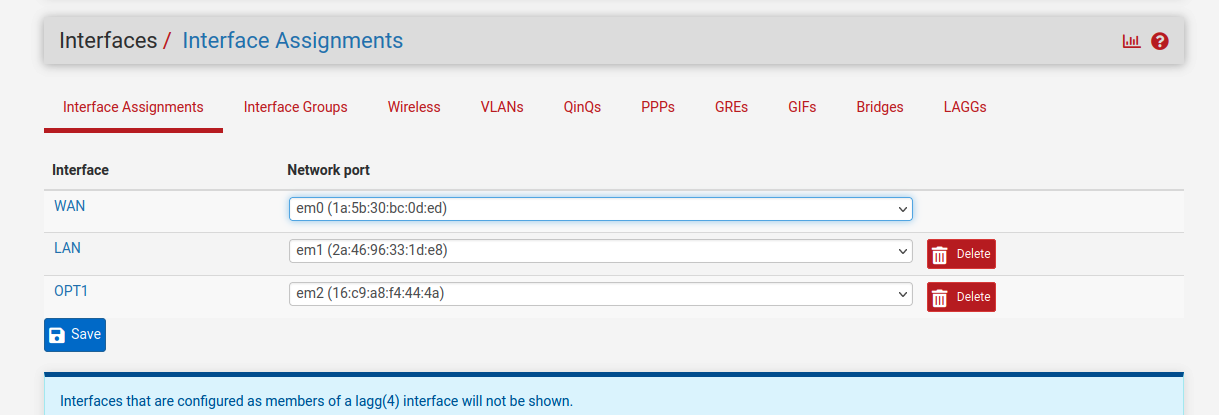 Interfaces / Interface Assignments
Interface Assignments Interface Groups Wireless VLANs QinQs PPPs GREs GIFs Bridges LAGGs
Interface Network port
WAN em0 (1a:5b:30:bc:0d:ed)
LAN em1 (2a:46:96:33:1d:e8) Delete
OPT1 em2 (16:c9:a8:f4:44:4a) Delete
Save
Interfaces that are configured as members of a lagg(4) interface will not be shown.